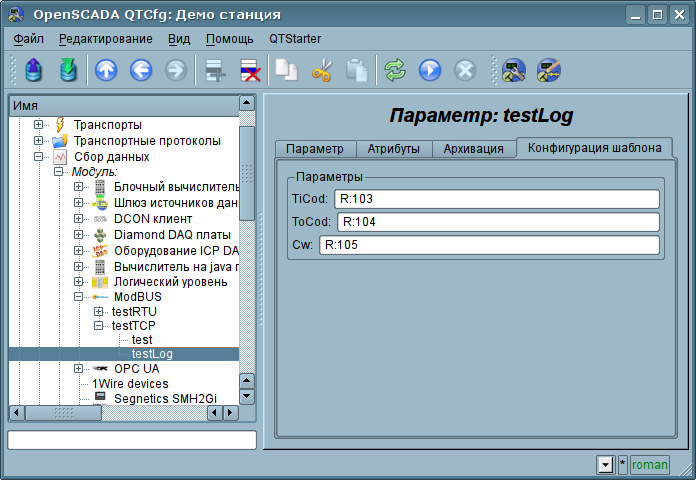 OpenSCADA QTCfg: Демо станция
Файл Редактирование Вид Помощь QTStarter
Имя
Транспорты
Транспортные протоколы
Сбор данных
Модуль:
Блочный вычислитель
Шлюз источников дан
DCON клиент
Diamond DAQ платы
Оборудование ICP DA
Вычислитель на java п
Логический уровень
ModBUS
testRTU
testTCP
test
testLog
OPC UA
1Wire devices
Segnetics SMH2Gi
Параметр: testLog
Параметр Атрибуты Архивация Конфигурация шаблона
Параметры
TiCod: R:103
ToCod: R:104
Cw: R:105
* roman